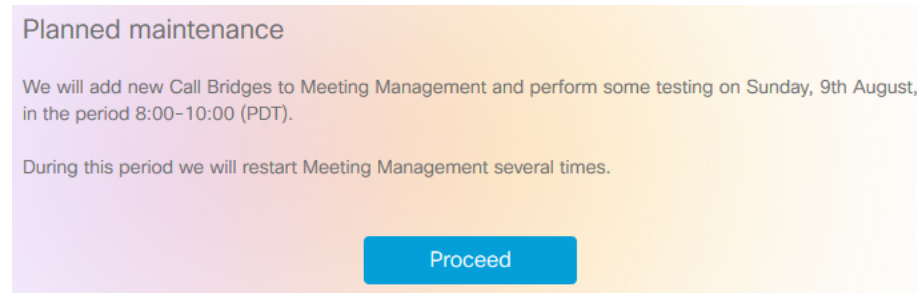 Planned maintenance
We will add new Call Bridges to Meeting Management and perform some testing on Sunday, 9th August,
in the period 8:00-10:00 (PDT).
During this period we will restart Meeting Management several times.
Proceed